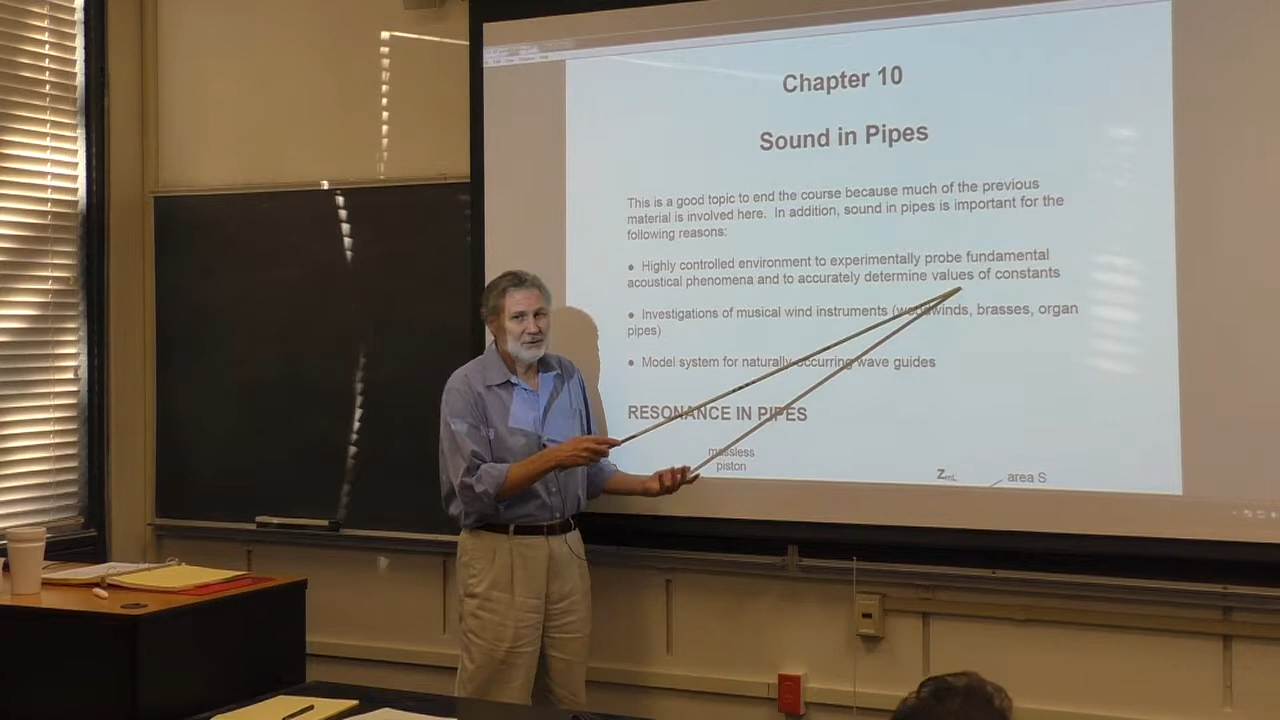 Chapter 10
Sound in Pipes
This is a good topic to end the course because much of the previous
material is involved here. In addition, sound in pipes is important for the
following reasons:
● Highly controlled environment to experimentally probe fundamental
acoustical phenomena and to accurately determine values of constants
● Investigations of musical wind instruments (woodwinds, brasses, organ
pipes)
● Model system for naturally occurring wave guides
RESONANCE IN PIPES
massless
piston
ZmL area S